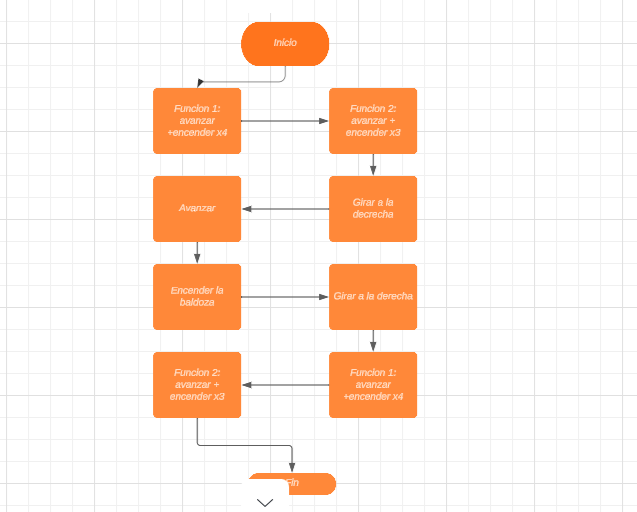 Inicio
Funcion 1:
avanzar
+encender x4
Funcion 2:
avanzar +
encender x3
Girar a la
decrecha
Avanzar
Encender la
baldoza
Girar a la derecha
Funcion 1:
avanzar
+encender x4
Funcion 2:
avanzar +
encender x3
Fin